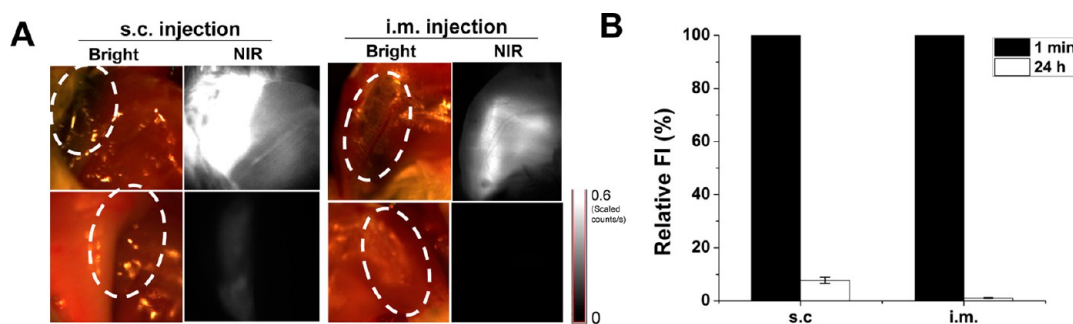 A
s.c. injection
i.m. injection
Bright
NIR
Bright
NIR
0.6
(Scaled
counts/s)
0
B
Relative FI (%)
100
80
60
40
20
0
1 min
24 h
s.c
i.m.